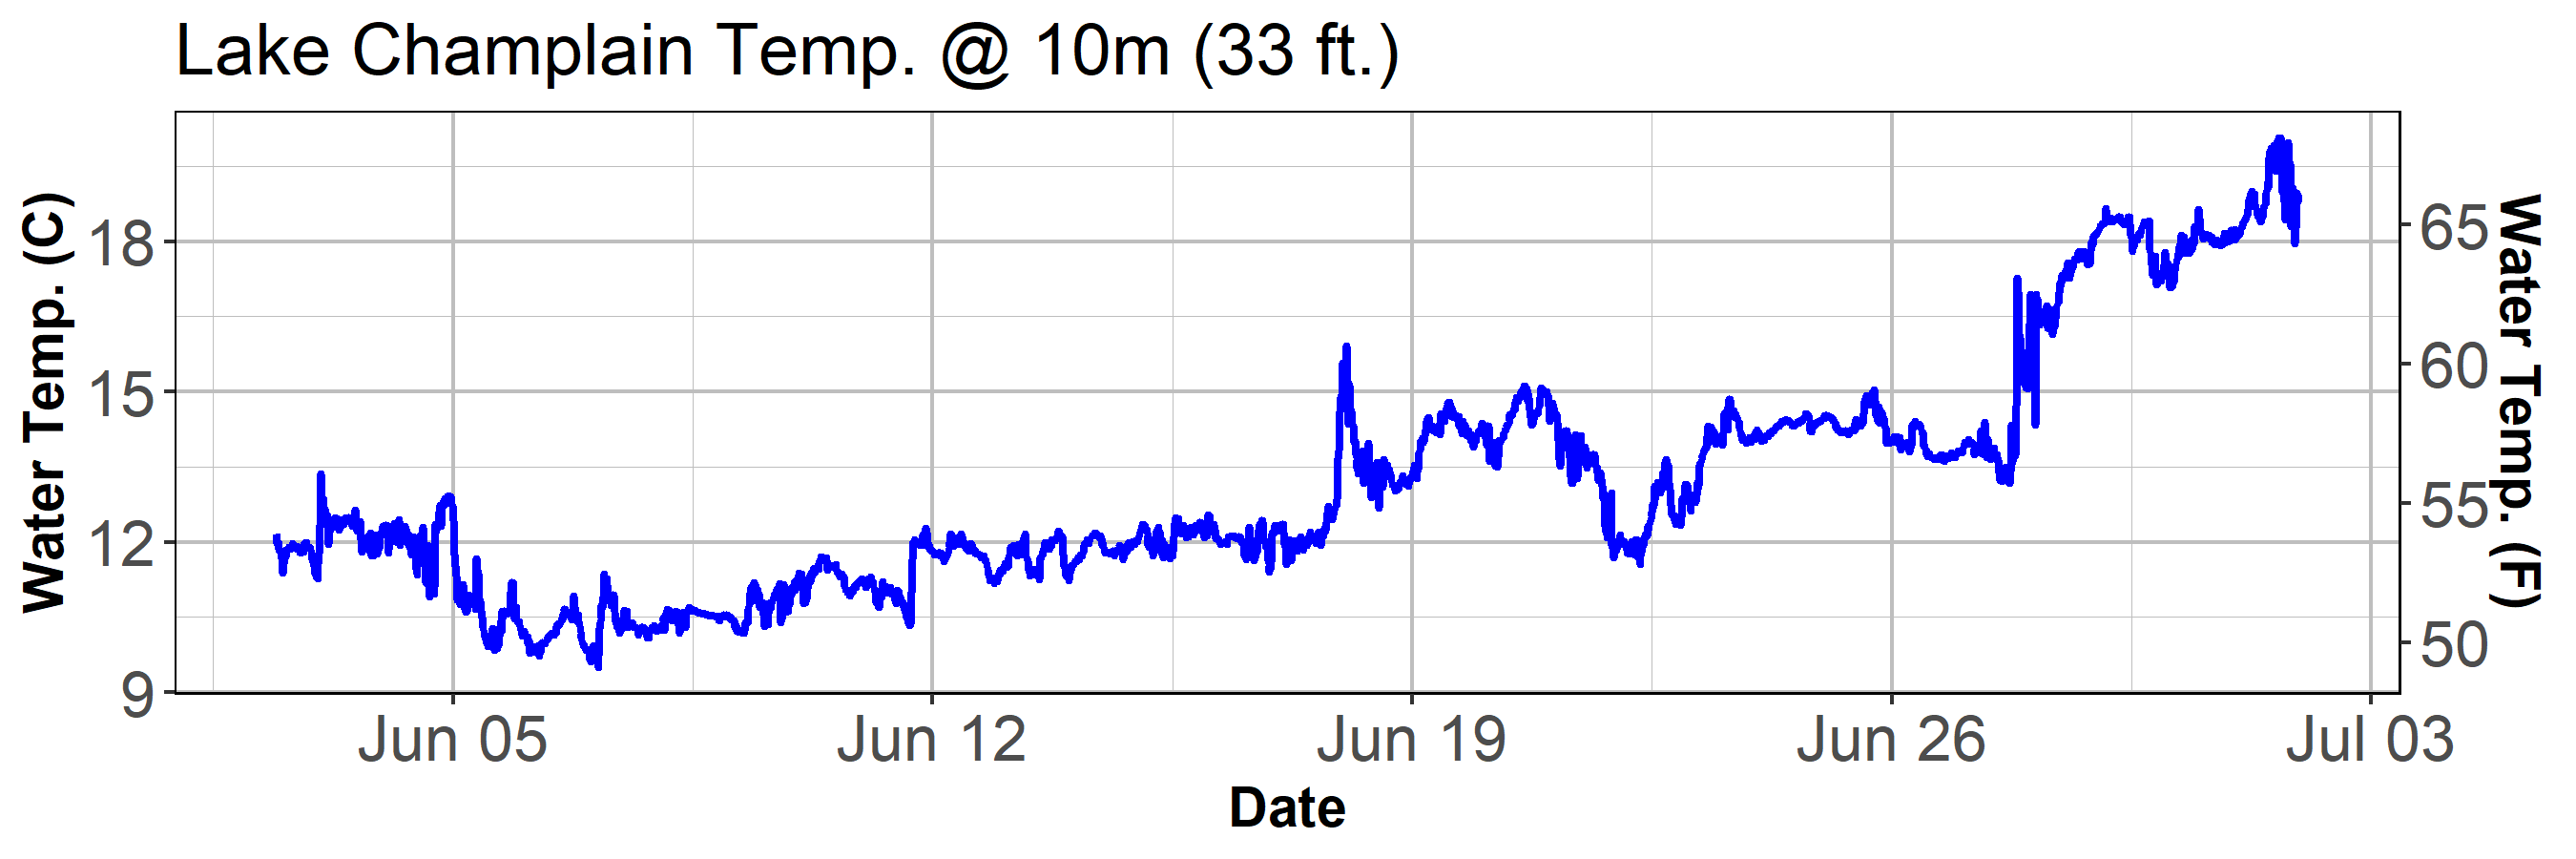 Lake Champlain Temp. @ 10m (33 ft.)
Water Temp. (C)
18
15
12
9
65
60
55
50
Water Temp. (F)
Jun 05 Jun 12 Jun 19 Jun 26 Jul 03
Date